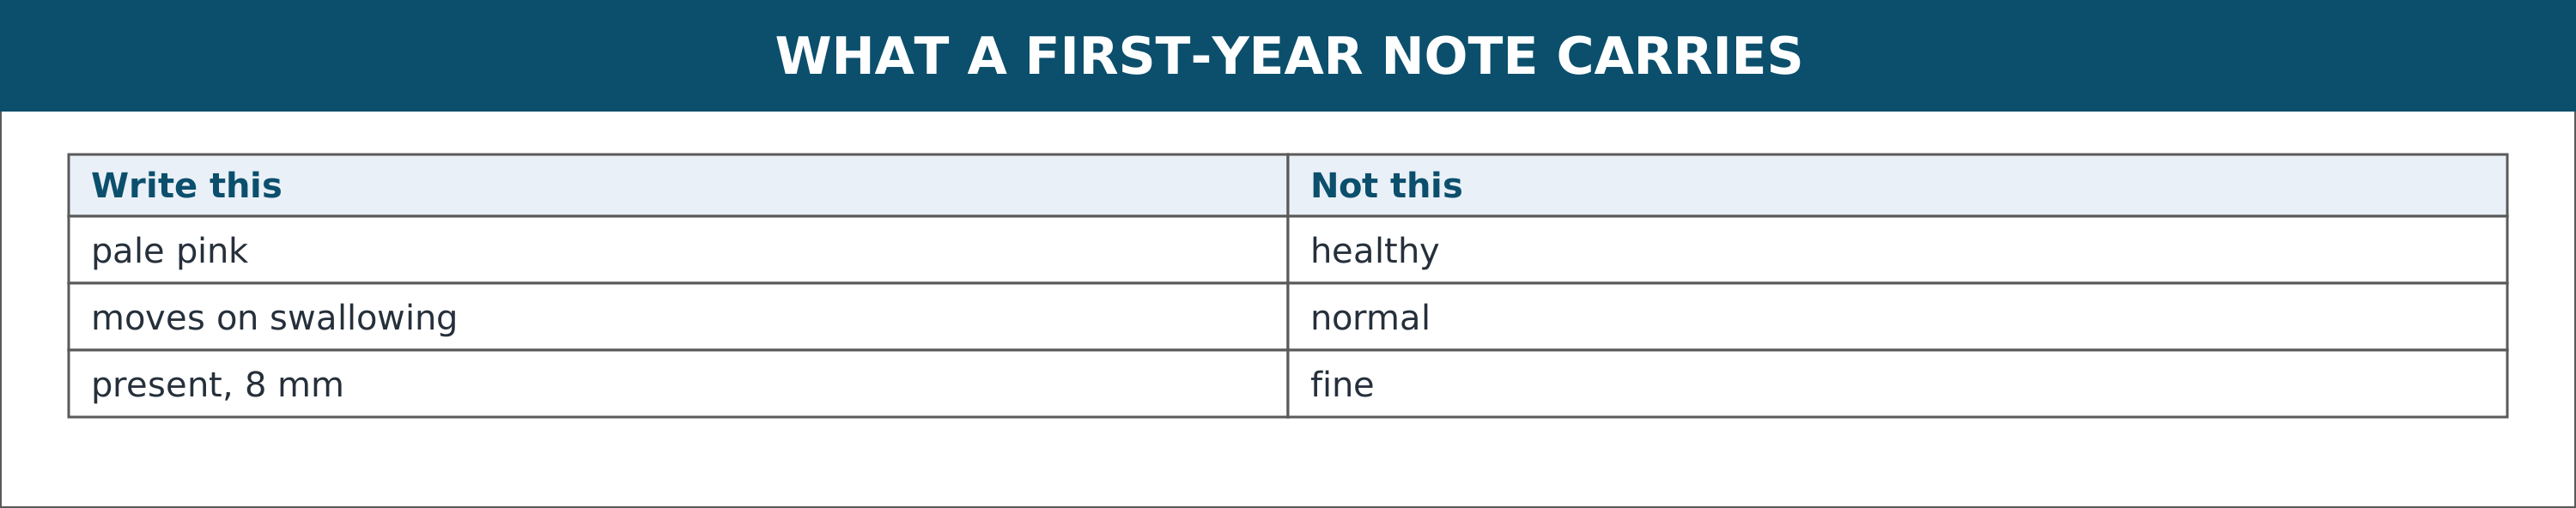 WHAT A FIRST-YEAR NOTE CARRIES
Write this Not this
pale pink healthy
moves on swallowing normal
present, 8 mm fine